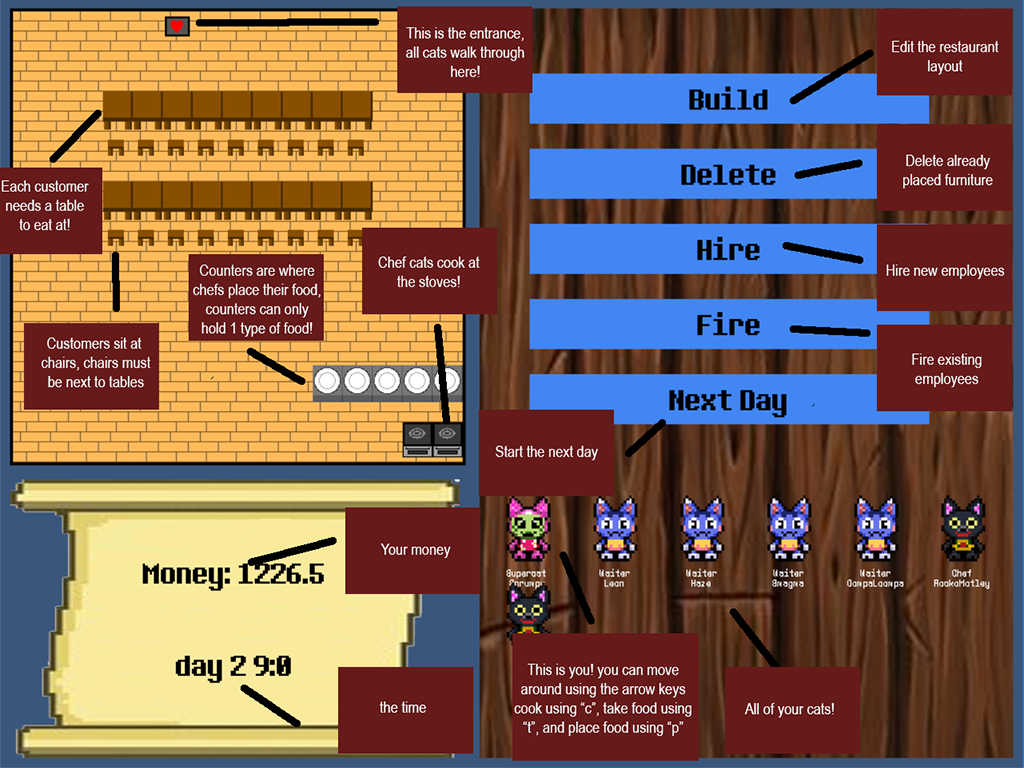 This is the entrance,
all cats walk through
here!
Each customer
needs a table
to eat at!
Counters are where
chefs place their food,
counters can only
hold 1 type of food!
Chef cats cook at
the stoves!
Customers sit at
chairs, chairs must
be next to tables
Build
Edit the restaurant
layout
Delete
Delete already
placed furniture
Hire
Hire new employees
Fire
Fire existing
employees
Next Day
Start the next day
Money: 1226.5
Your money
day 2 9:0
the time
Supercat
Waiter
Leon
Waiter
Haze
Waiter
Smagma
Waiter
OompaLoompa
Chef
RookoMotley
This is you! you can move
around using the arrow keys
cook using “c”, take food using
“t”, and place food using “p”
All of your cats!